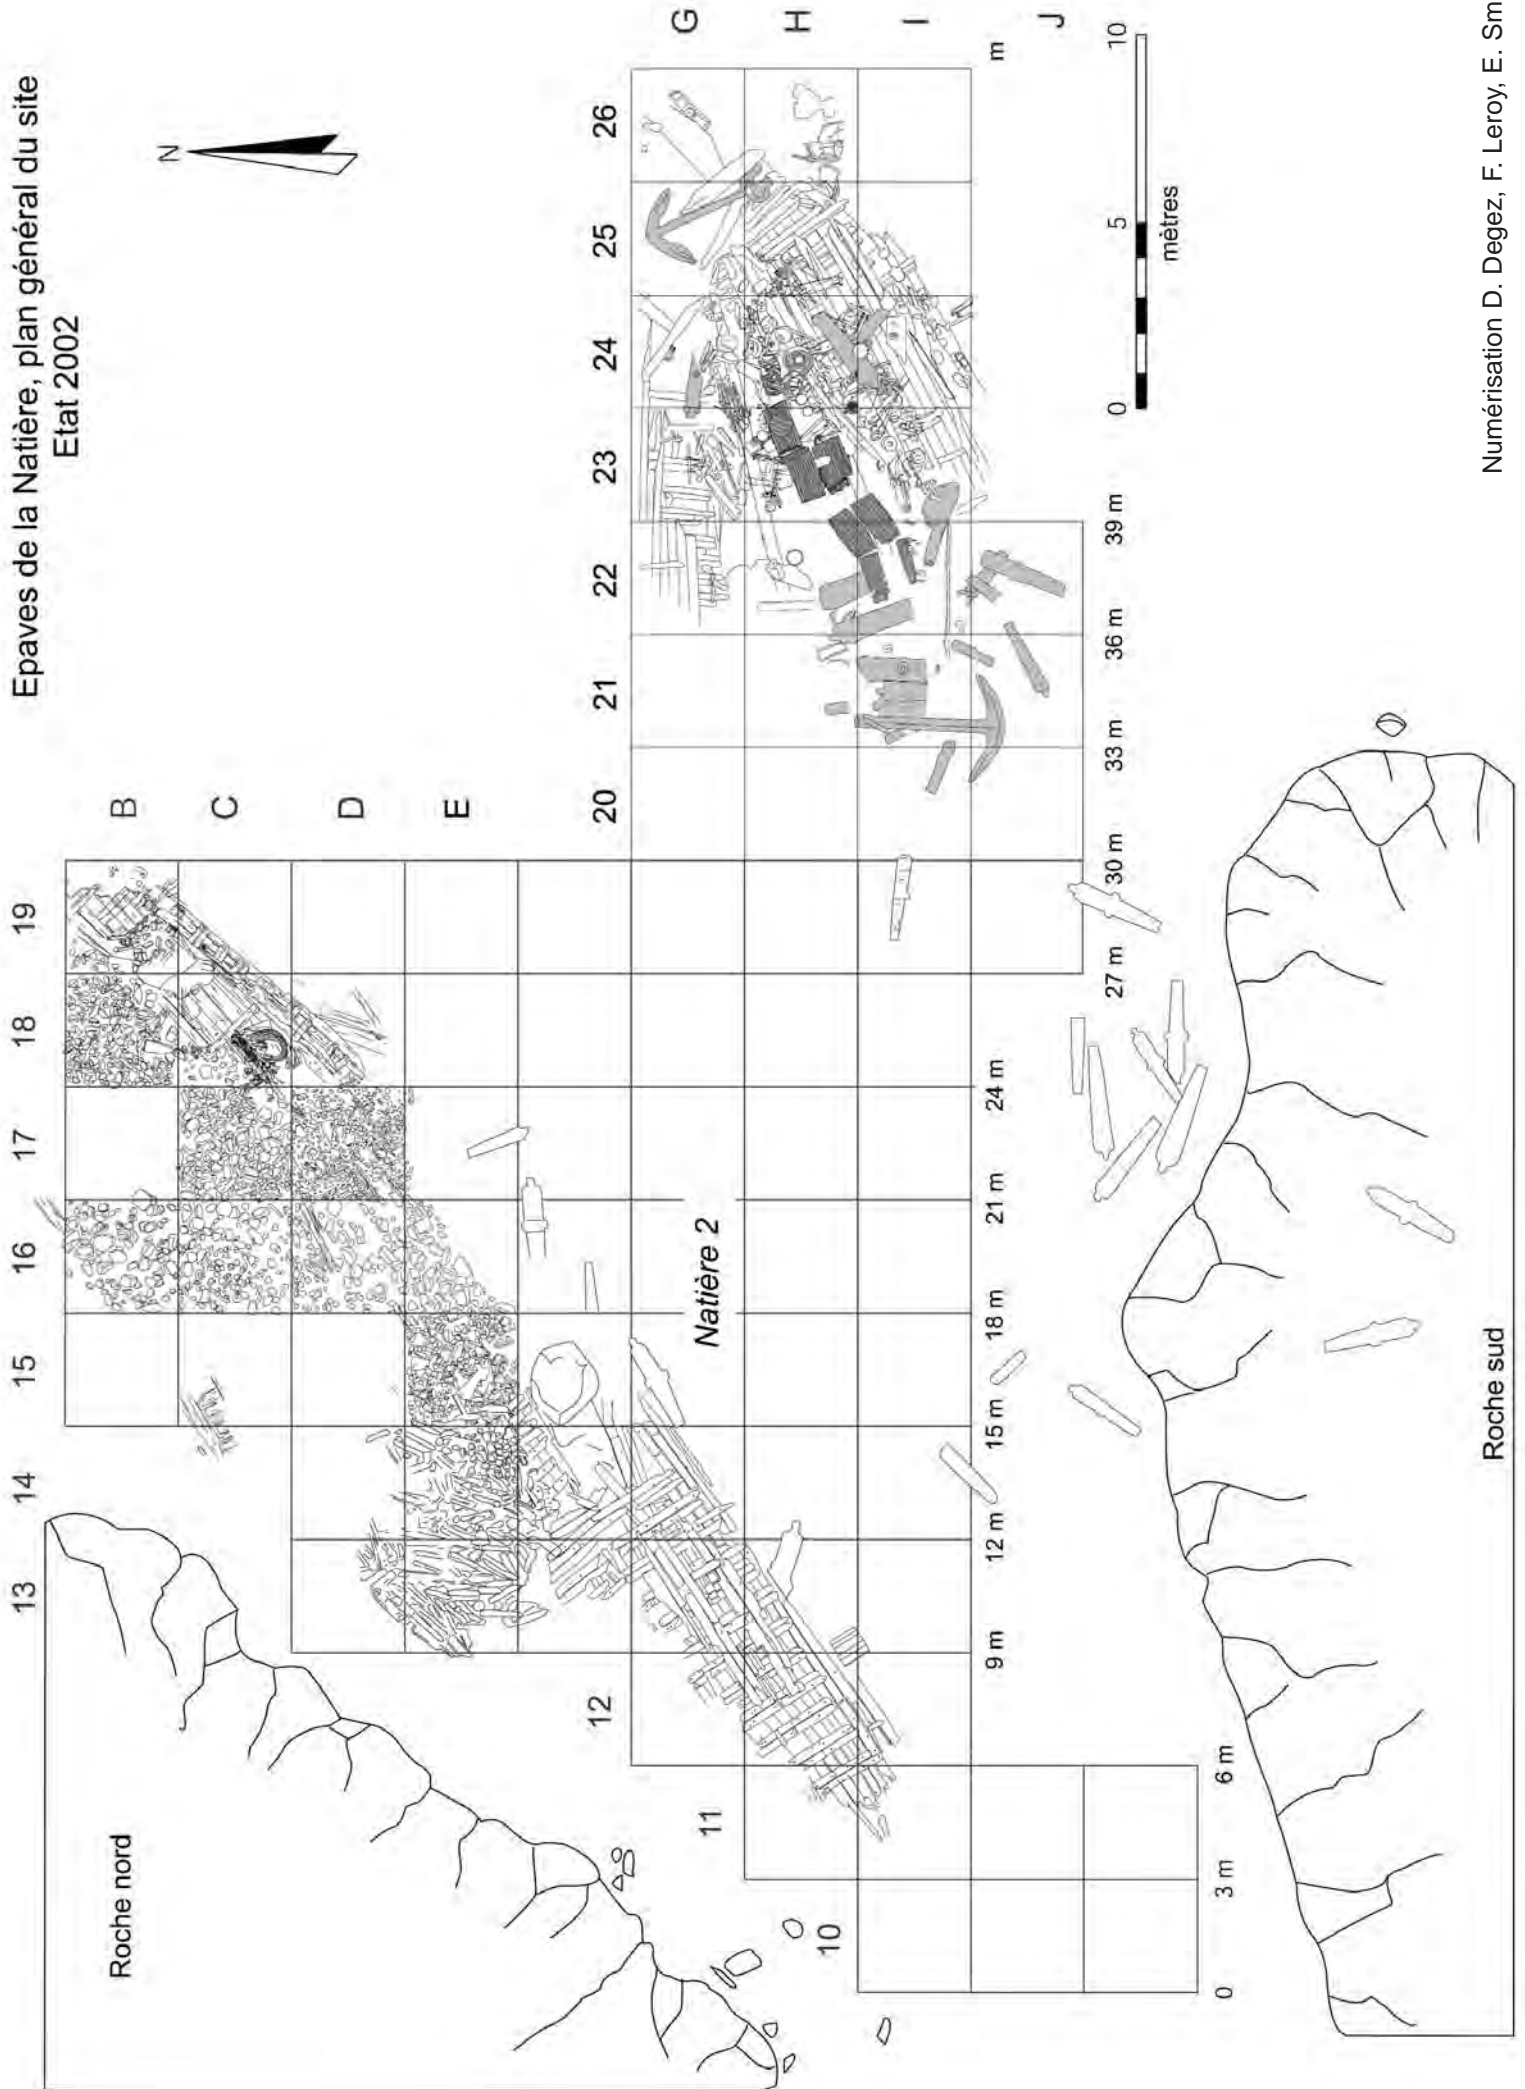 Epaves de la Natière, plan général du site
Etat 2002
N
13 14 15 16 17 18 19
B
C
D
E
20 21 22 23 24 25 26
G
H
I
J
12
11
10
Roche nord
Natière 2
Roche sud
0 3 m 6 m 9 m 12 m 15 m 18 m 21 m 24 m 27 m 30 m 33 m 36 m 39 m
m
0 5 10
mètres
Numérisation D. Degez, F. Leroy, E. Sm